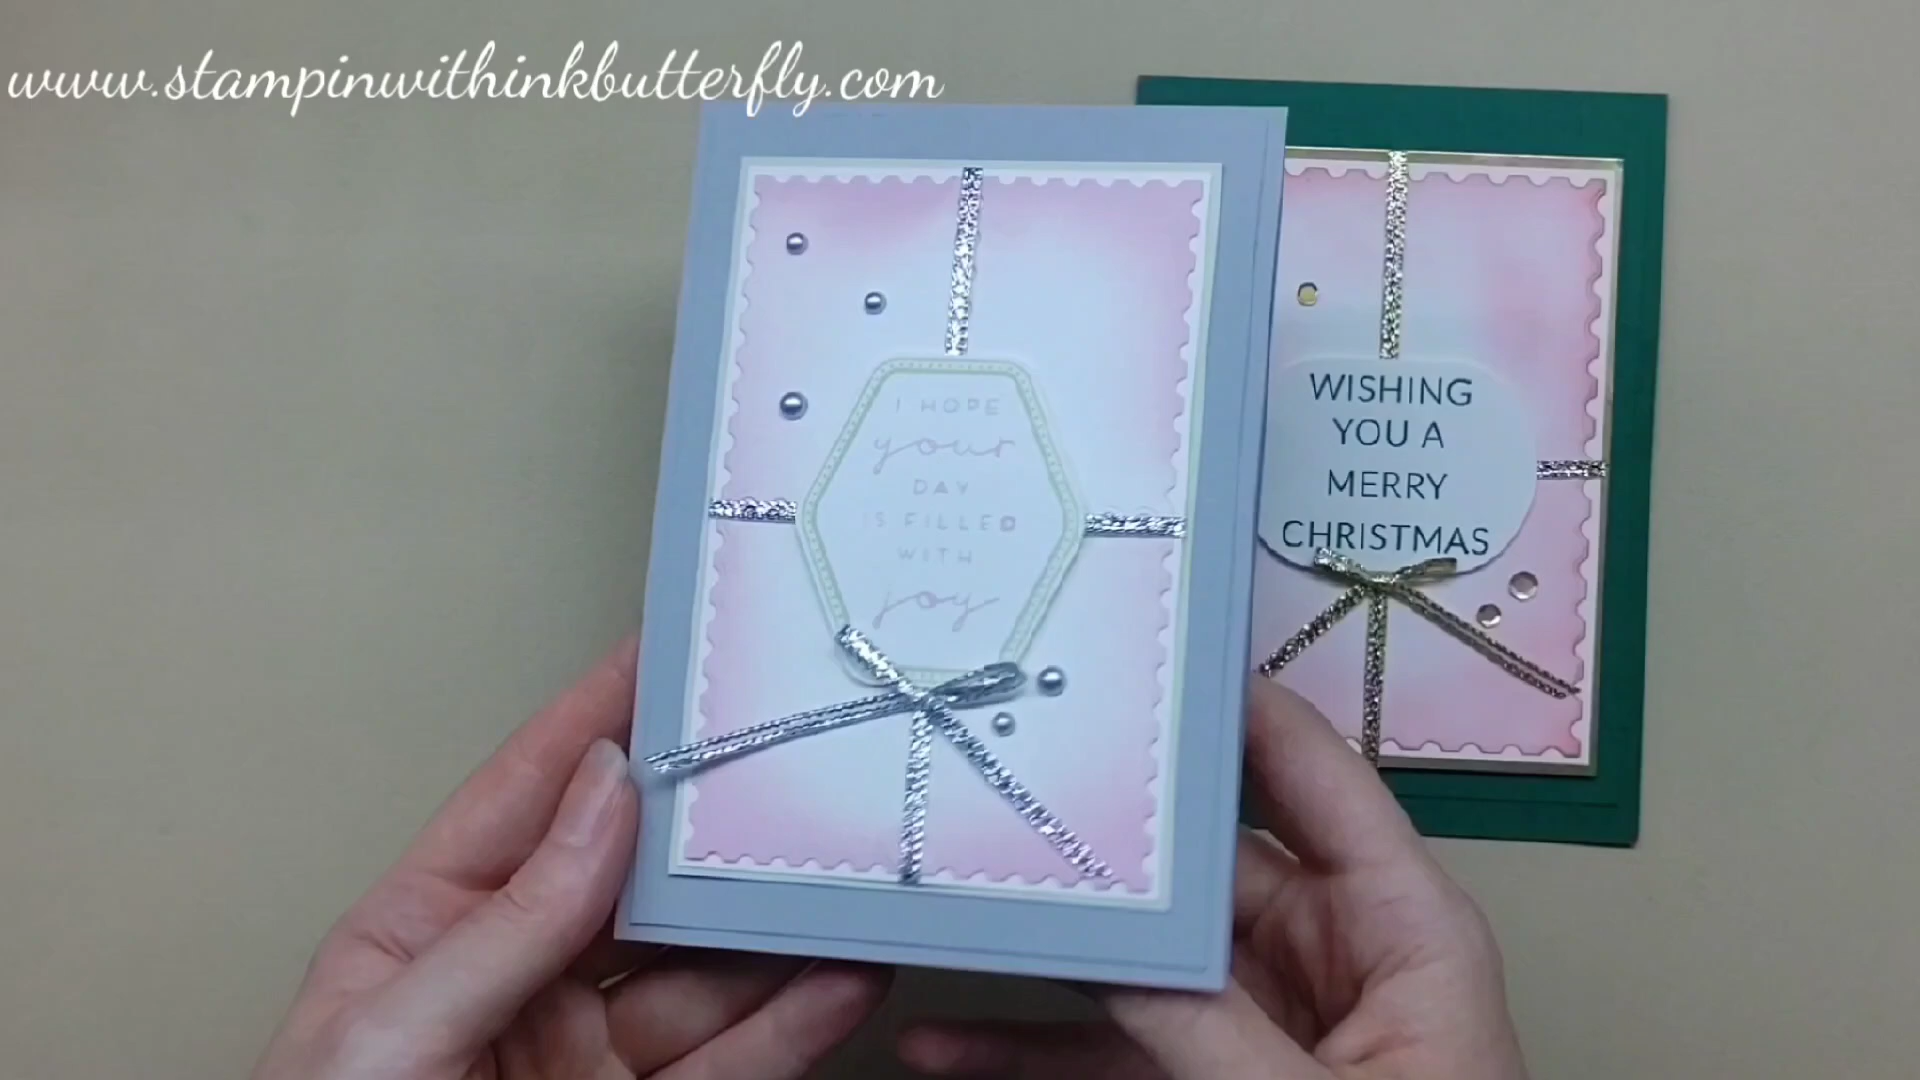 www.stampinwithinkbutterfly.com
I HOPE
your
DAY
IS FILLED
WITH
joy
WISHING
YOU A
MERRY
CHRISTMAS